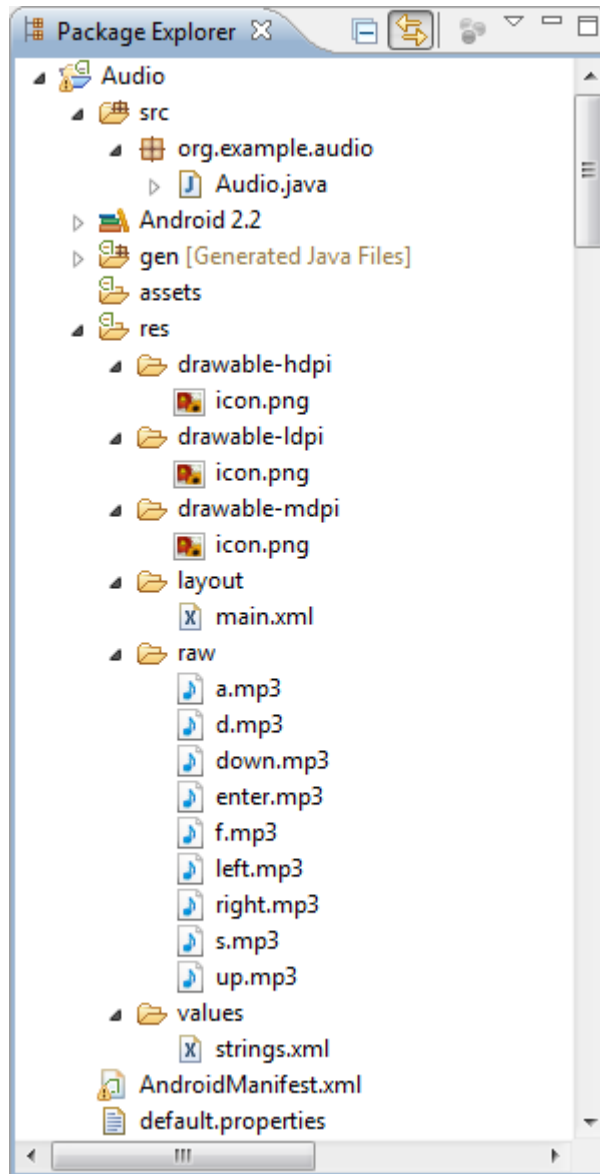 Package Explorer
Audio
src
org.example.audio
Audio.java
Android 2.2
gen [Generated Java Files]
assets
res
drawable-hdpi
icon.png
drawable-ldpi
icon.png
drawable-mdpi
icon.png
layout
main.xml
raw
a.mp3
d.mp3
down.mp3
enter.mp3
f.mp3
left.mp3
right.mp3
s.mp3
up.mp3
values
strings.xml
AndroidManifest.xml
default.properties